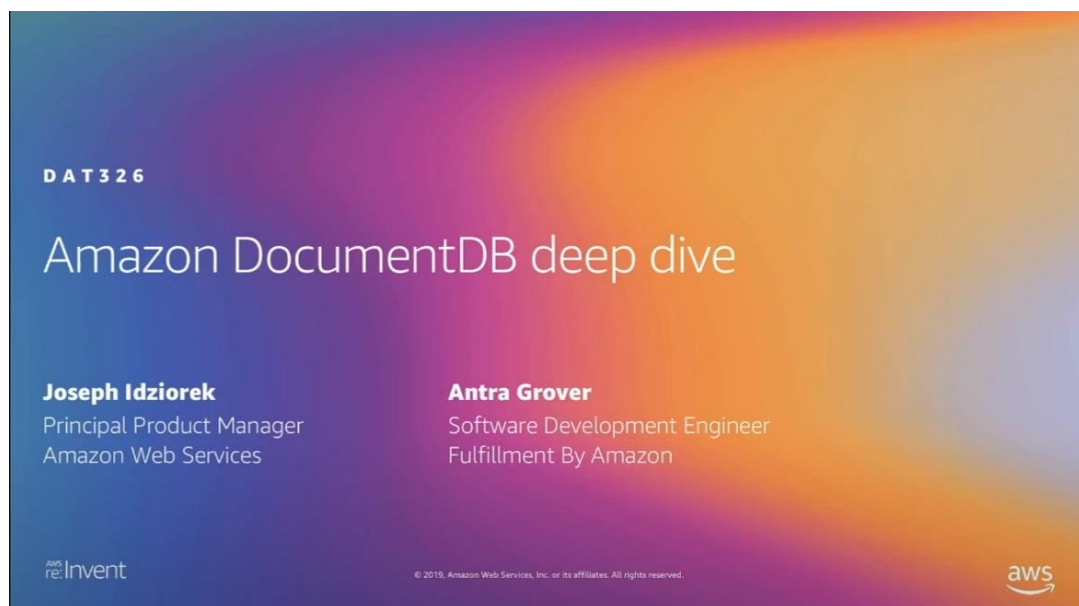 DAT326
Amazon DocumentDB deep dive
Joseph Idziorek
Principal Product Manager
Amazon Web Services
Antra Grover
Software Development Engineer
Fulfillment By Amazon
AWS
re:Invent
© 2019, Amazon Web Services, Inc. or its affiliates. All rights reserved.
aws